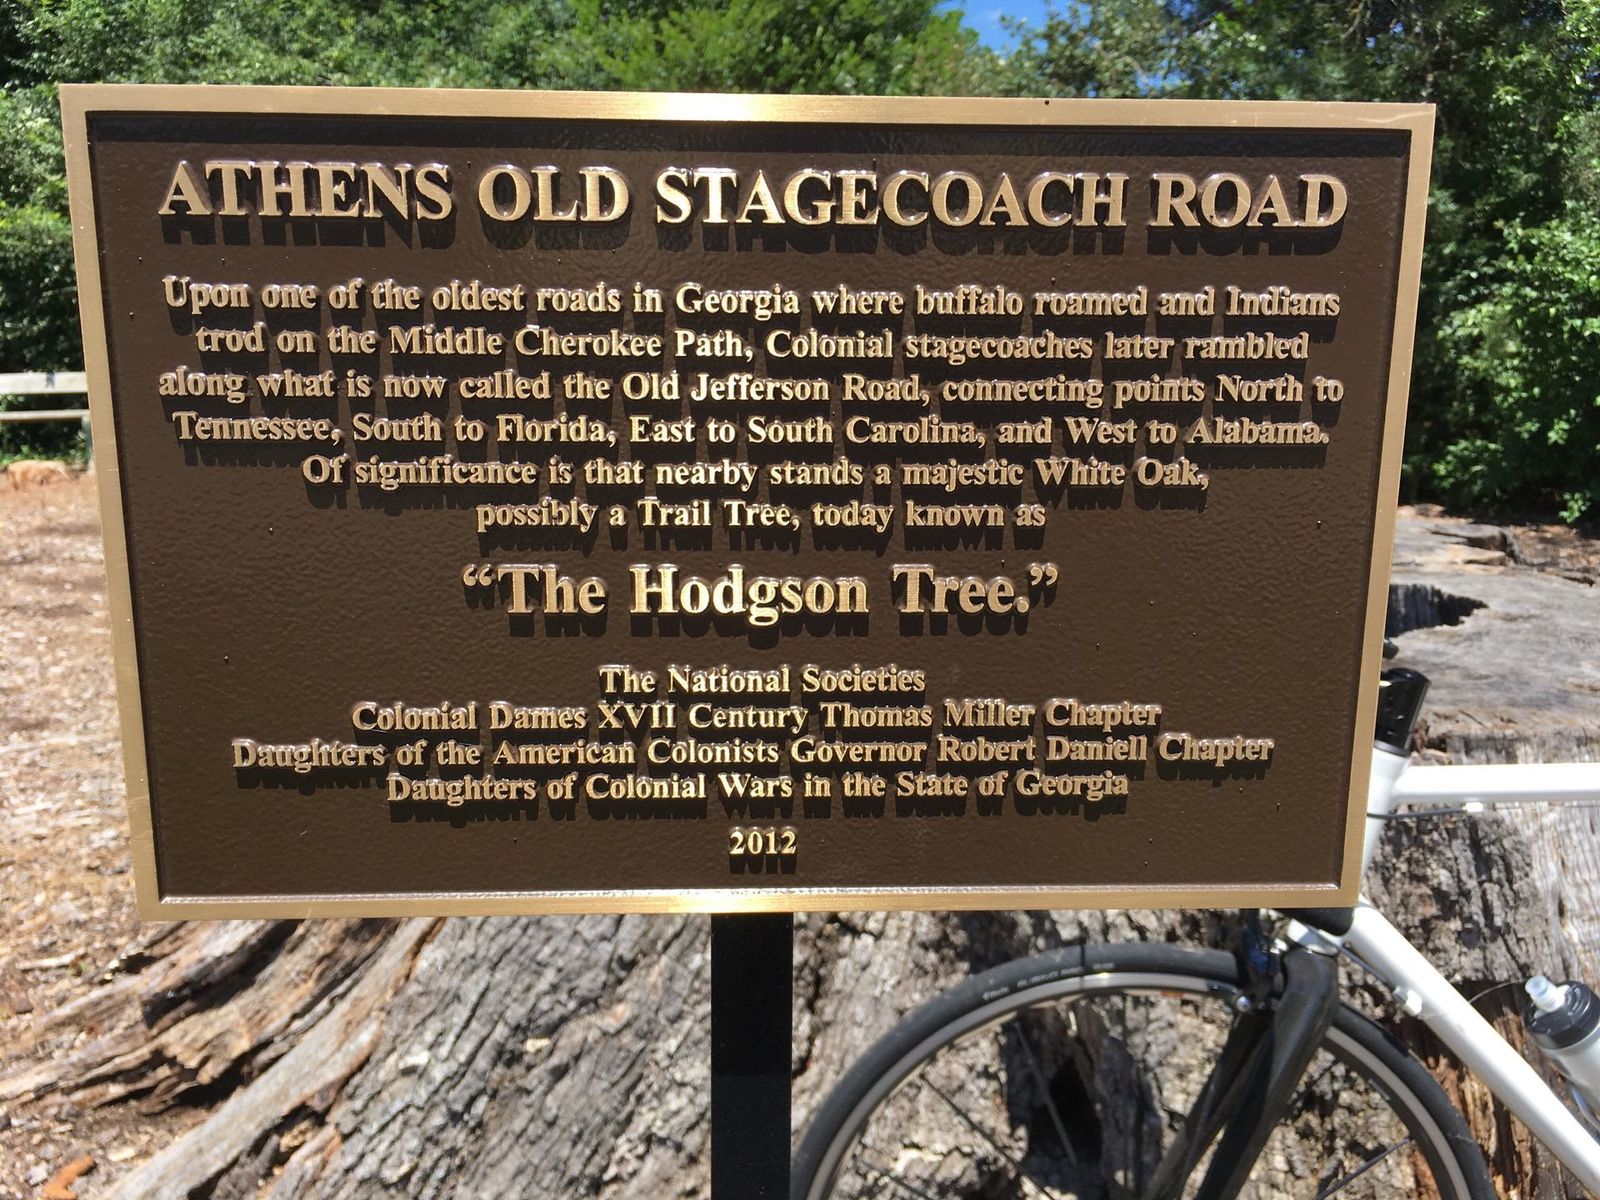 ATHENS OLD STAGECOACH ROAD
Upon one of the oldest roads in Georgia where buffalo roamed and Indians
trod on the Middle Cherokee Path, Colonial stagecoaches later rambled
along what is now called the Old Jefferson Road, connecting points North to
Tennessee, South to Florida, East to South Carolina, and West to Alabama.
Of significance is that nearby stands a majestic White Oak,
possibly a Trail Tree, today known as
“The Hodgson Tree.”
The National Societies
Colonial Dames XVII Century Thomas Miller Chapter
Daughters of the American Colonists Governor Robert Daniell Chapter
Daughters of Colonial Wars in the State of Georgia
2012